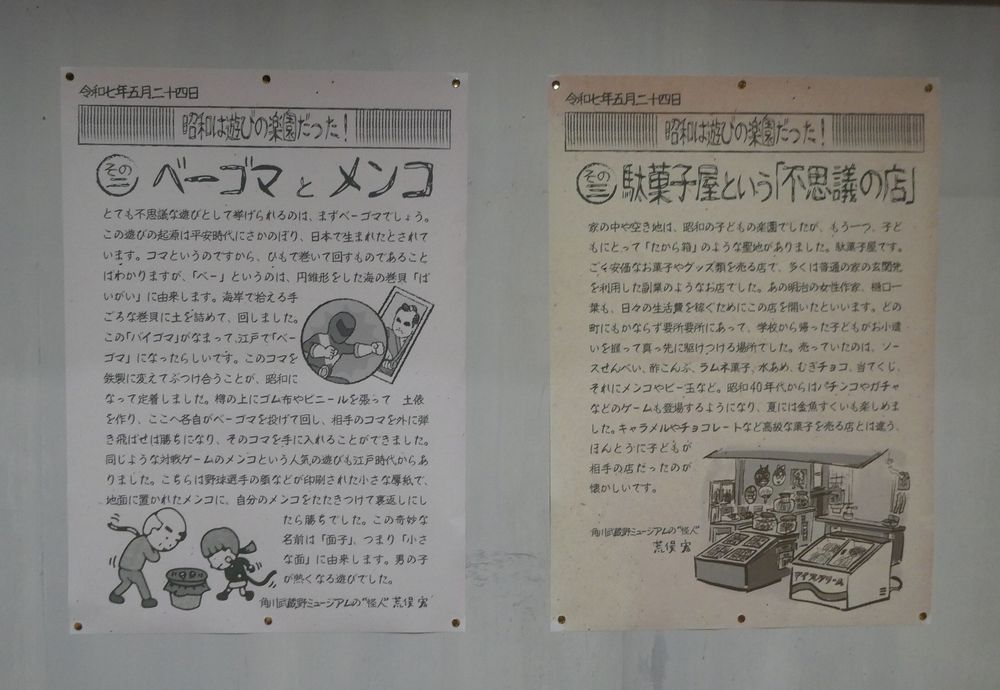 令和七年五月二十四日
昭和は遊びの楽園だった！
その二
ベーゴマとメンコ
とても不思議な遊びとして挙げられるのは、まずベーゴマでしょう。
この遊びの起源は平安時代にさかのぼり、日本で生まれたとされて
います。コマというのですから、ひもで巻いて回すものであること
はわかりますが、「べー」というのは、円錐形をした海の巻貝「ば
いがい」に由来します。海岸で拾える手
ごろな巻貝に土を詰めて、回しました。
この「バイゴマ」がなまって、江戸で「ベー
ゴマ」になったらしいです。このコマを
鉄製に変えてぶつけ合うことが、昭和に
なって定着しました。樽の上にゴム布やビニールを張って 土俵
を作り、ここへ各自がベーゴマを投げて回し、相手のコマを外に弾
き飛ばせば勝ちになり、そのコマを手に入れることができました。
同じような対戦ゲームのメンコという人気の遊びも江戸時代からあ
りました。こちらは野球選手の顔などが印刷された小さな厚紙で、
地面に置かれたメンコに、自分のメンコをたたきつけて裏返しにし
たら勝ちでした。この奇妙な
名前は「面子」、つまり「小さ
な面」に由来します。男の子
が熱くなる遊びでした。
角川武蔵野ミュージアムの“怪人” 荒俣 宏
令和七年五月二十四日
昭和は遊びの楽園だった！
その三
駄菓子屋という「不思議の店」
家の中や空き地は、昭和の子どもの楽園でしたが、もう一つ、子ど
もにとって「たから箱」のような聖地がありました。駄菓子屋です。
ごく安価なお菓子やグッズ類を売る店で、多くは普通の家の玄関先
を利用した副業のようなお店でした。あの明治の女性作家、樋口一
葉も、日々の生活費を稼ぐためにこの店を開いたといいます。どの
町にもかならず要所要所にあって、学校から帰った子どもがお小遣
いを握って真っ先に駆けつける場所でした。売っていたのは、ソー
スせんべい、酢こんぶ、ラムネ菓子、水あめ、むぎチョコ、当てくじ、
それにメンコやビー玉など。昭和40年代からはパチンコやガチャ
などのゲームも登場するようになり、夏には金魚すくいも楽しめま
した。キャラメルやチョコレートなど高級な菓子を売る店とは違う、
ほんとうに子どもが
相手の店だったのが
懐かしいです。
角川武蔵野ミュージアムの“怪人”
荒俣 宏
アイスクリーム